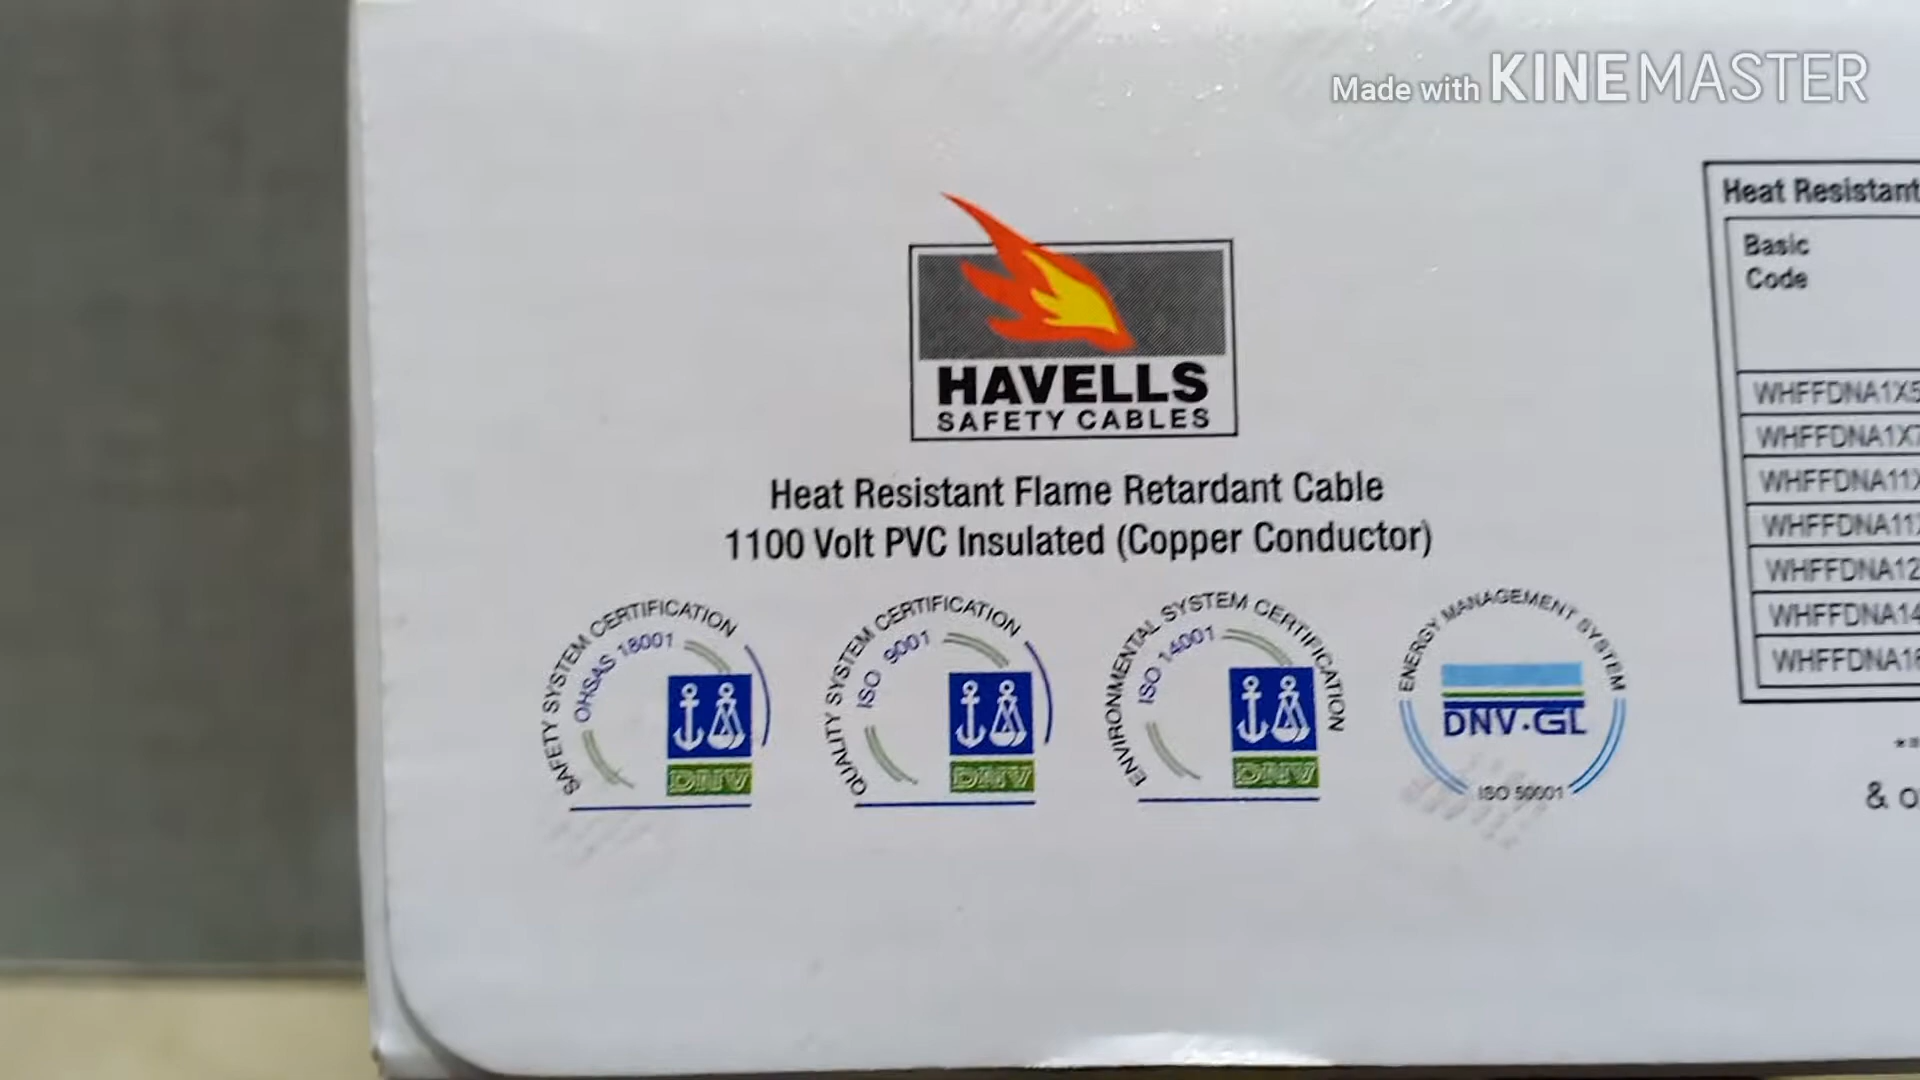 Made with KINEMASTER
HAVELLS
SAFETY CABLES
Heat Resistant Flame Retardant Cable
1100 Volt PVC Insulated (Copper Conductor)
SAFETY SYSTEM CERTIFICATION
OHSAS 18001
DNV
QUALITY SYSTEM CERTIFICATION
ISO 9001
DNV
ENVIRONMENTAL SYSTEM CERTIFICATION
ISO 14001
DNV
ENERGY MANAGEMENT SYSTEM
DNV·GL
ISO 50001
Heat Resistant
Basic
Code
WHFFDNA1X5
WHFFDNA1X7
WHFFDNA11X
WHFFDNA11
WHFFDNA12
WHFFDNA14
WHFFDNA1
& o